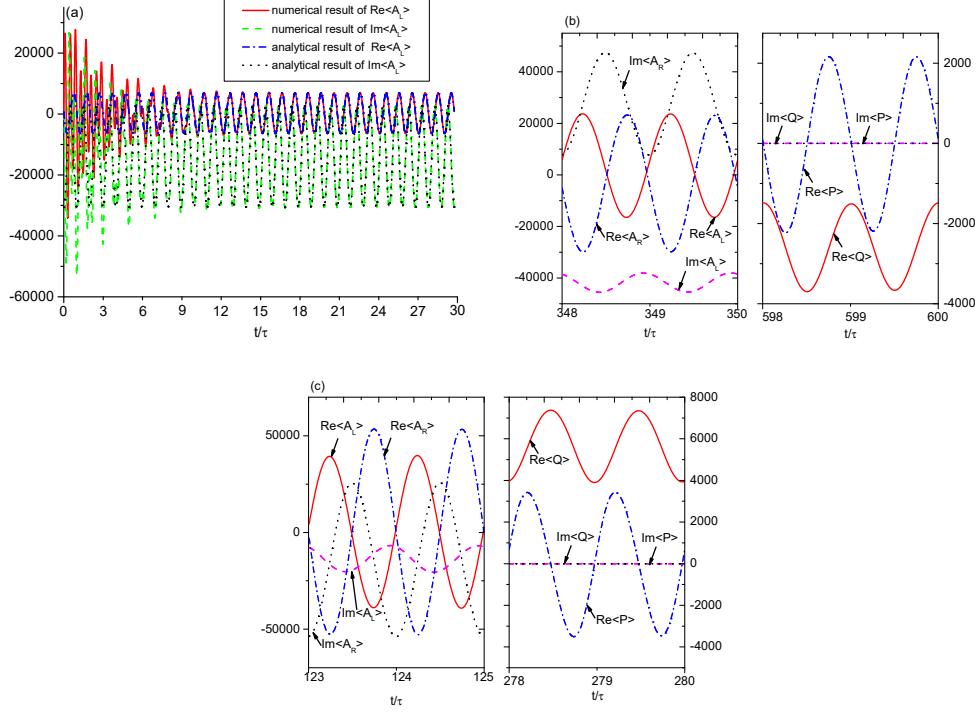 (a)
numerical result of Re<A_L>
numerical result of Im<A_L>
analytical result of Re<A_L>
analytical result of Im<A_L>
20000
0
-20000
-40000
-60000
0 3 6 9 12 15 18 21 24 27 30
t/τ
(b)
Im<A_R>
Re<A_R>
Re<A_L>
Im<A_L>
40000
20000
0
-20000
-40000
348 349 350
t/τ
Im<Q>
Im<P>
Re<P>
Re<Q>
2000
0
-2000
-4000
598 599 600
t/τ
(c)
Re<A_L>
Re<A_R>
Im<A_L>
Im<A_R>
50000
0
-50000
123 124 125
t/τ
Re<Q>
Im<Q>
Im<P>
Re<P>
8000
6000
4000
2000
0
-2000
-4000
278 279 280
t/τ